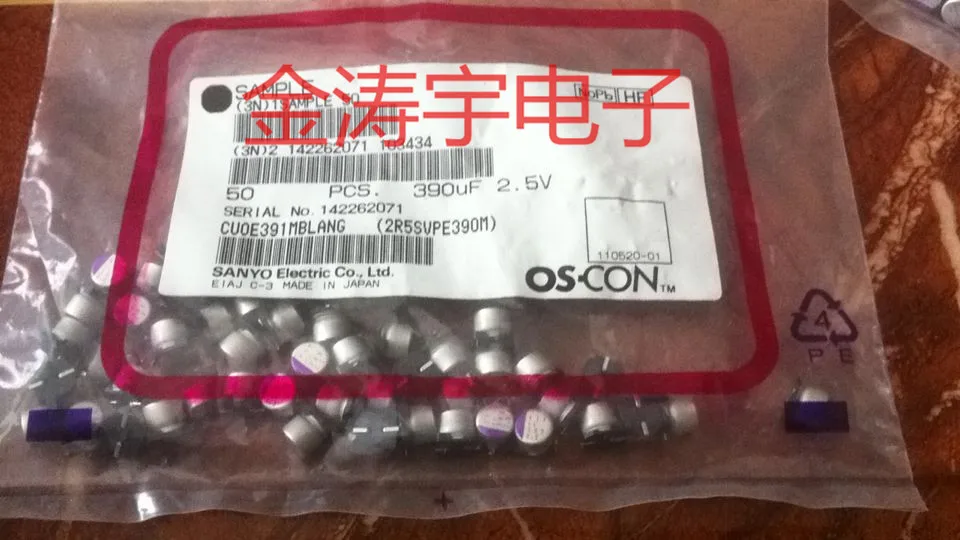 金涛宇电子
SAMPLE
NoPb HF
(3N)1SAMPLE 50
(3N)2 142262071 103434
50 PCS. 390uF 2.5V
SERIAL No. 142262071
CU0E391MBLANG (2R5SVPE390M)
110520-01
SANYO Electric Co., Ltd.
EIAJ C-3 MADE IN JAPAN
OS-CON TM
4
PE